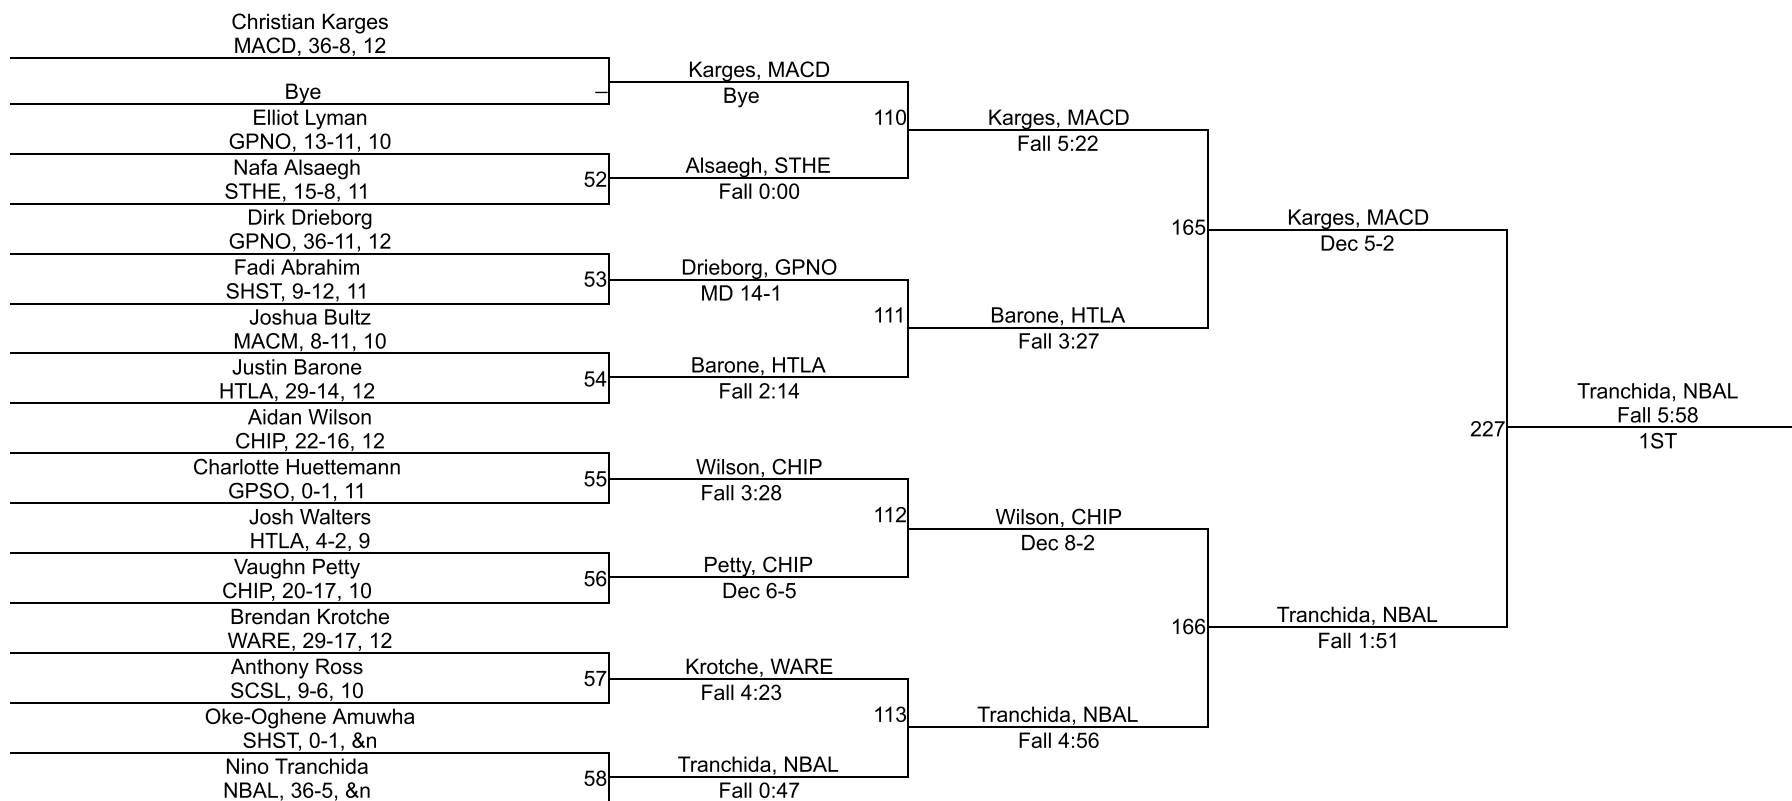 Christian Karges
MACD, 36-8, 12
Bye
–
Elliot Lyman
GPNO, 13-11, 10
Nafa Alsaegh
STHE, 15-8, 11
52
Dirk Drieborg
GPNO, 36-11, 12
Fadi Abrahim
SHST, 9-12, 11
53
Joshua Bultz
MACM, 8-11, 10
Justin Barone
HTLA, 29-14, 12
54
Aidan Wilson
CHIP, 22-16, 12
Charlotte Huettemann
GPSO, 0-1, 11
55
Josh Walters
HTLA, 4-2, 9
Vaughn Petty
CHIP, 20-17, 10
56
Brendan Krotche
WARE, 29-17, 12
Anthony Ross
SCSL, 9-6, 10
57
Oke-Oghene Amuwha
SHST, 0-1, &n
Nino Tranchida
NBAL, 36-5, &n
58
Karges, MACD
Bye
110
Alsaegh, STHE
Fall 0:00
Drieborg, GPNO
MD 14-1
111
Barone, HTLA
Fall 2:14
Wilson, CHIP
Fall 3:28
112
Petty, CHIP
Dec 6-5
Krotche, WARE
Fall 4:23
113
Tranchida, NBAL
Fall 0:47
Karges, MACD
Fall 5:22
165
Barone, HTLA
Fall 3:27
Wilson, CHIP
Dec 8-2
166
Tranchida, NBAL
Fall 4:56
Karges, MACD
Dec 5-2
227
Tranchida, NBAL
Fall 1:51
Tranchida, NBAL
Fall 5:58
1ST